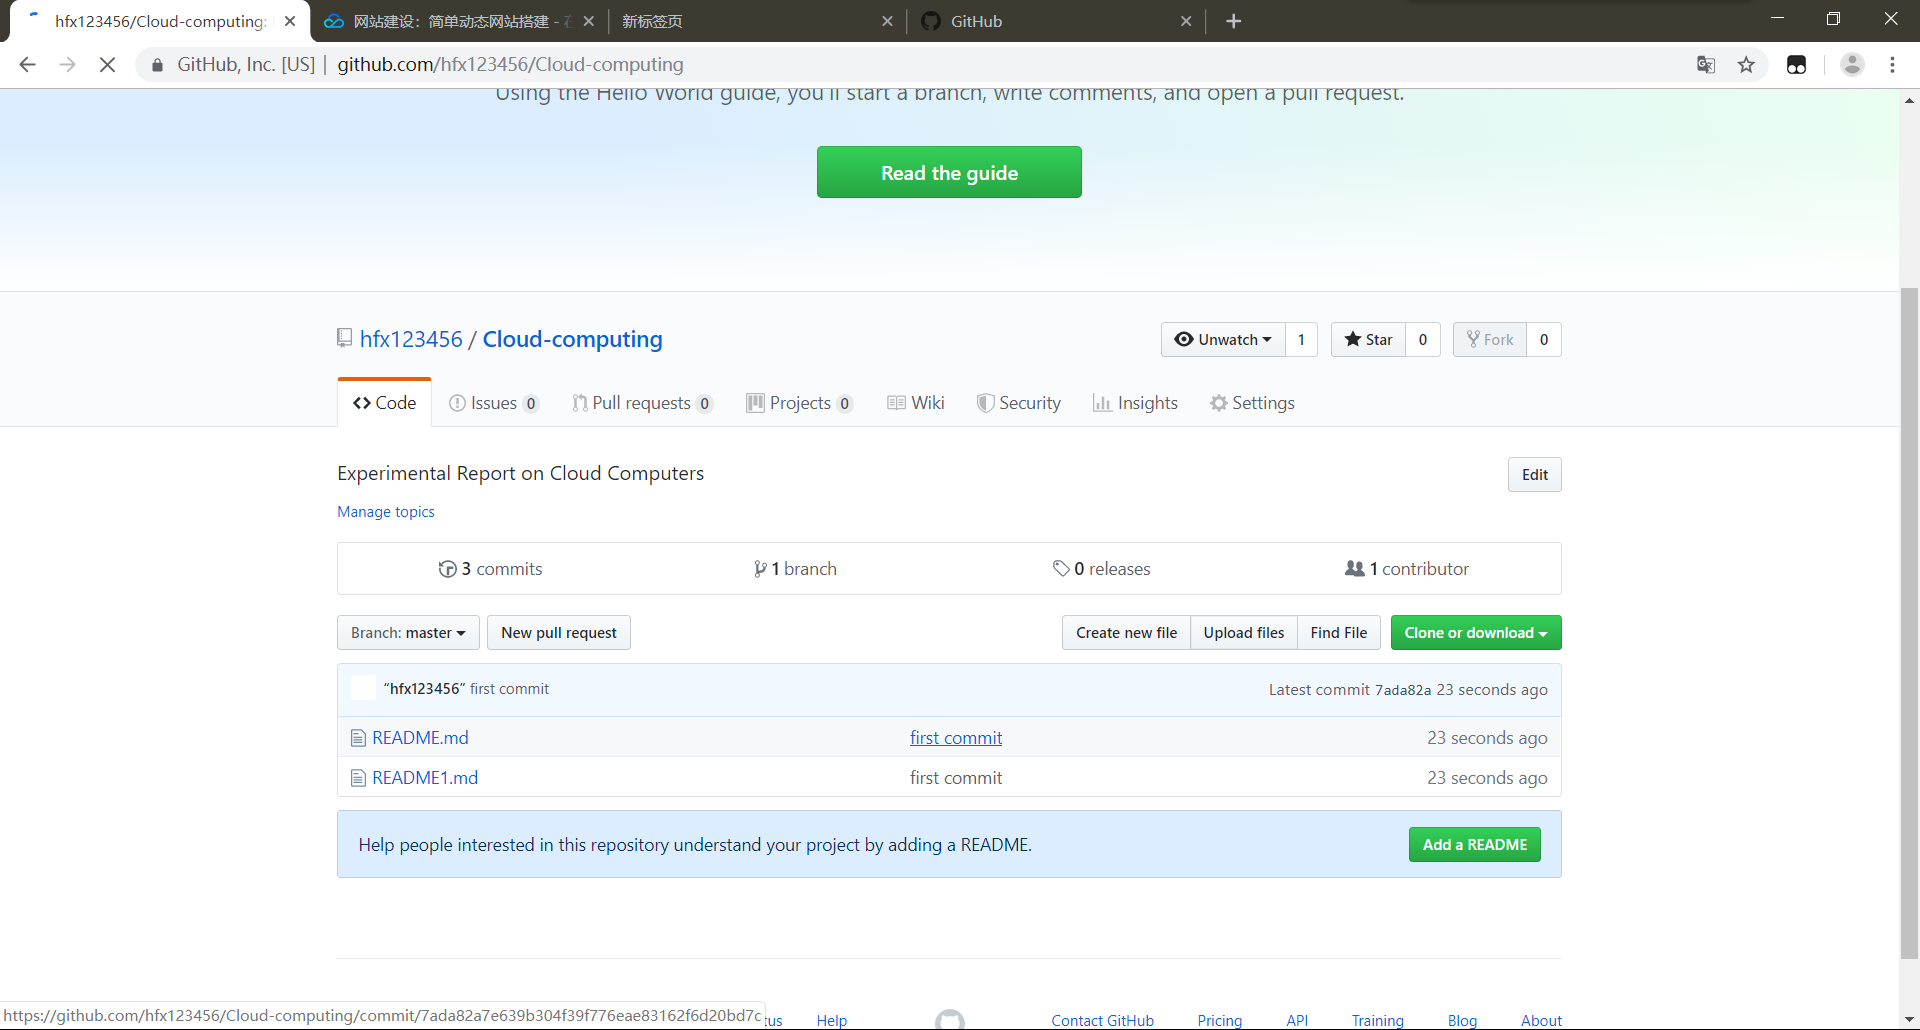 hfx123456/Cloud-computing:
网站建设：简单动态网站搭建 -
新标签页
GitHub
GitHub, Inc. [US] | github.com/hfx123456/Cloud-computing
Using the Hello World guide, you'll start a branch, write comments, and open a pull request.
Read the guide
hfx123456 / Cloud-computing
Unwatch 1
Star 0
Fork 0
Code
Issues 0
Pull requests 0
Projects 0
Wiki
Security
Insights
Settings
Experimental Report on Cloud Computers
Edit
Manage topics
3 commits
1 branch
0 releases
1 contributor
Branch: master
New pull request
Create new file
Upload files
Find File
Clone or download
“hfx123456” first commit
Latest commit 7ada82a 23 seconds ago
README.md first commit 23 seconds ago
README1.md first commit 23 seconds ago
Help people interested in this repository understand your project by adding a README.
Add a README
https://github.com/hfx123456/Cloud-computing/commit/7ada82a7e639b304f39f776eae83162f6d20bd7c
tus
Help
Contact GitHub
Pricing
API
Training
Blog
About